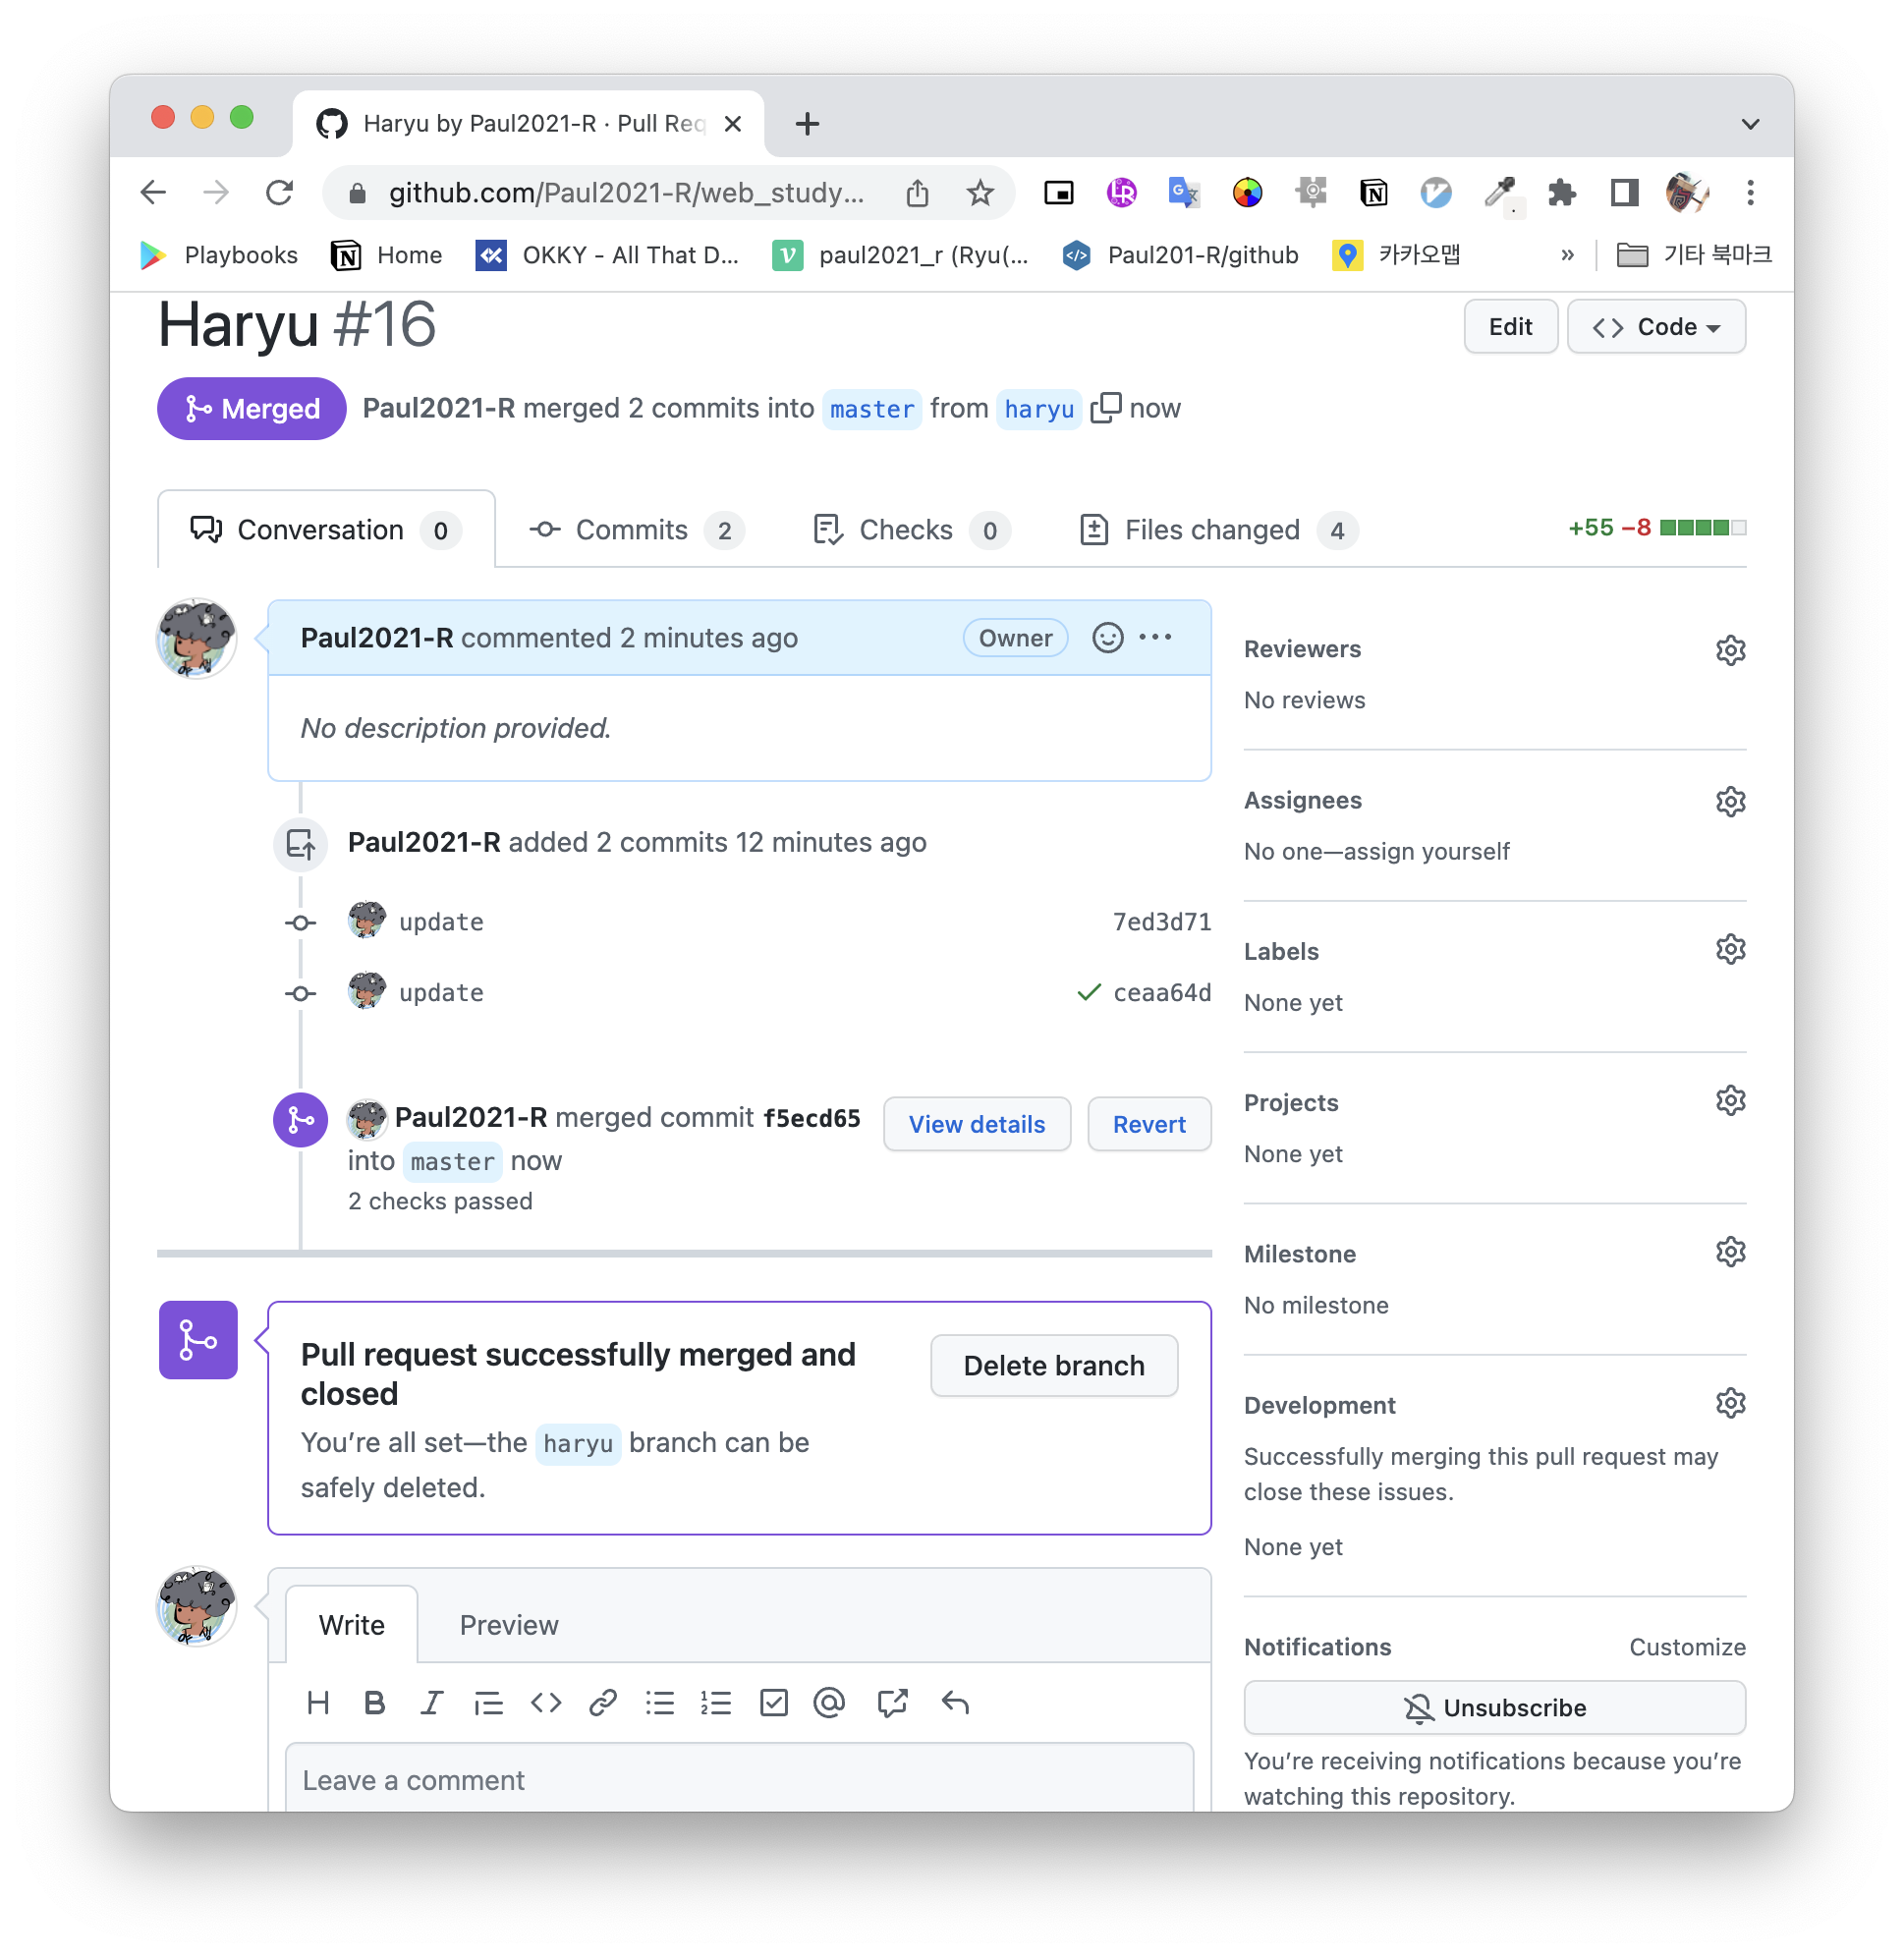 Haryu by Paul2021-R · Pull Req
github.com/Paul2021-R/web_study...
Playbooks Home OKKY - All That D... paul2021_r (Ryu(... Paul201-R/github 카카오맵 » 기타 북마크
Haryu #16
Edit Code
Merged Paul2021-R merged 2 commits into master from haryu now
Conversation 0 Commits 2 Checks 0 Files changed 4 +55 −8
Paul2021-R commented 2 minutes ago Owner
No description provided.
Paul2021-R added 2 commits 12 minutes ago
update 7ed3d71
update ceaa64d
Paul2021-R merged commit f5ecd65
into master now
2 checks passed
View details Revert
Pull request successfully merged and
closed
You’re all set—the haryu branch can be
safely deleted.
Delete branch
Write Preview
Leave a comment
Reviewers
No reviews
Assignees
No one—assign yourself
Labels
None yet
Projects
None yet
Milestone
No milestone
Development
Successfully merging this pull request may
close these issues.
None yet
Notifications Customize
Unsubscribe
You’re receiving notifications because you’re
watching this repository.